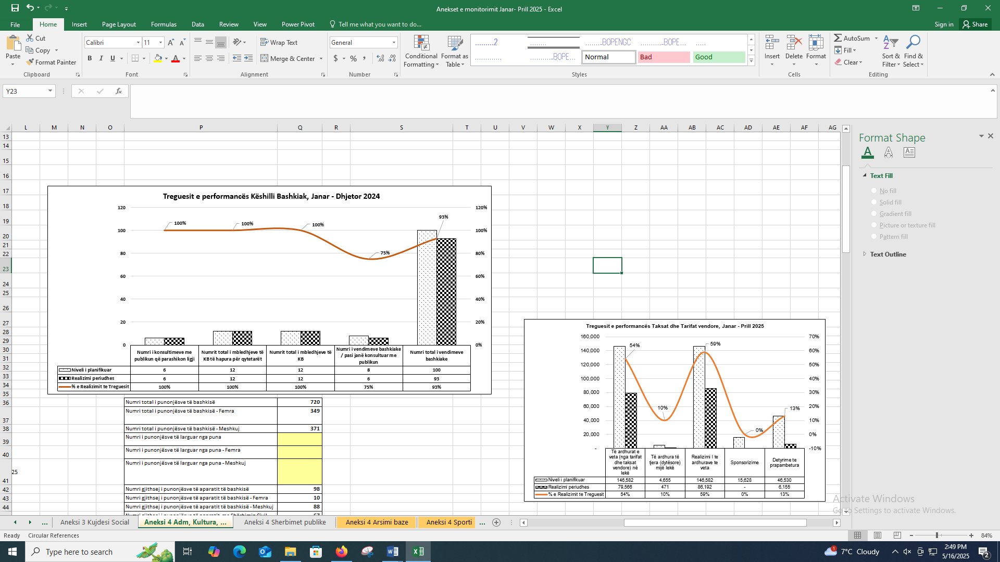 Anekset e monitorimit Janar- Prill 2025 - Excel
File Home Insert Page Layout Formulas Data Review View Power Pivot Tell me what you want to do... Sign in Share
Cut
Copy
Format Painter
Paste
Clipboard
Calibri 11
B I U
Font
Wrap Text
Merge & Center
Alignment
General
$ % ,
Number
Conditional Formatting
Format as Table
.........2 ........ ........BOPENGC ...........BOPE... .....
............ ...........BOPE... Normal Bad Good
Styles
Insert Delete Format
Cells
AutoSum
Fill
Clear
Sort & Filter
Find & Select
Editing
Y23
fx
L M N O P Q R S T U V W X Y Z AA AB AC AD AE AF AG
13
14
15
16
17
18
19
20
21
22
23
24
25
26
27
28
29
30
31
32
33
34
35
36
37
38
39
40
41
42
43
44
Treguesit e performancës Këshilli Bashkiak, Janar - Dhjetor 2024
120 120%
100 100%
80 80%
60 60%
40 40%
20 20%
0 0%
100% 100% 100% 75% 93%
Numri i konsultimeve me publikun që parashikon ligji
Numrit total i mbledhjeve të KB të hapura për qytetarët
Numrit total i mbledhjeve të KB
Numri i vendimeve bashkiake / pasi janë konsultuar me publikun
Numri total i vendimeve bashkiake
Niveli i planifikuar 6 12 12 8 100
Realizimi periudhes 6 12 12 6 93
% e Realizimit te Treguesit 100% 100% 100% 75% 93%
Numri total i punonjësve të bashkisë 720
Numri total i punonjësve të bashkisë - Femra 349
Numri total i punonjësve të bashkisë - Meshkuj 371
Numri i punonjësve të larguar nga puna
Numri i punonjësve të larguar nga puna - Femra
Numri i punonjësve të larguar nga puna - Meshkuj
25
Numri gjithsej i punonjësve të aparatit të bashkisë 98
Numri gjithsej i punonjësve të aparatit të bashkisë - Femra 10
Numri gjithsej i punonjësve të aparatit të bashkisë - Meshkuj 88
Treguesit e performancës Taksat dhe Tarifat vendore, Janar - Prill 2025
160,000 70%
140,000 60%
120,000 50%
100,000 40%
80,000 30%
60,000 20%
40,000 10%
20,000 0%
- -10%
54% 10% 59% 0% 13%
Të ardhurat e veta (nga tarifat dhe taksat vendore) në lekë
Të ardhura të tjera (dytësore) mijë lekë
Realizimi I te ardhurave te veta
Sponsorizime
Detyrime te prapambetura
Niveli i planifikuar 146,582 4,655 146,582 15,628 46,530
Realizimi periudhes 79,566 471 86,192 - 6,155
% e Realizimit te Treguesit 54% 10% 59% 0% 13%
Format Shape
Text Fill
No fill
Solid fill
Gradient fill
Picture or texture fill
Pattern fill
Text Outline
Activate Windows
Go to Settings to activate Windows.
... Aneksi 3 Kujdesi Social Aneksi 4 Adm, Kultura, ... Aneksi 4 Sherbimet publike Aneksi 4 Arsimi baze Aneksi 4 Sporti ...
Ready Circular References 84%
Type here to search
7°C Cloudy
2:49 PM
5/16/2025